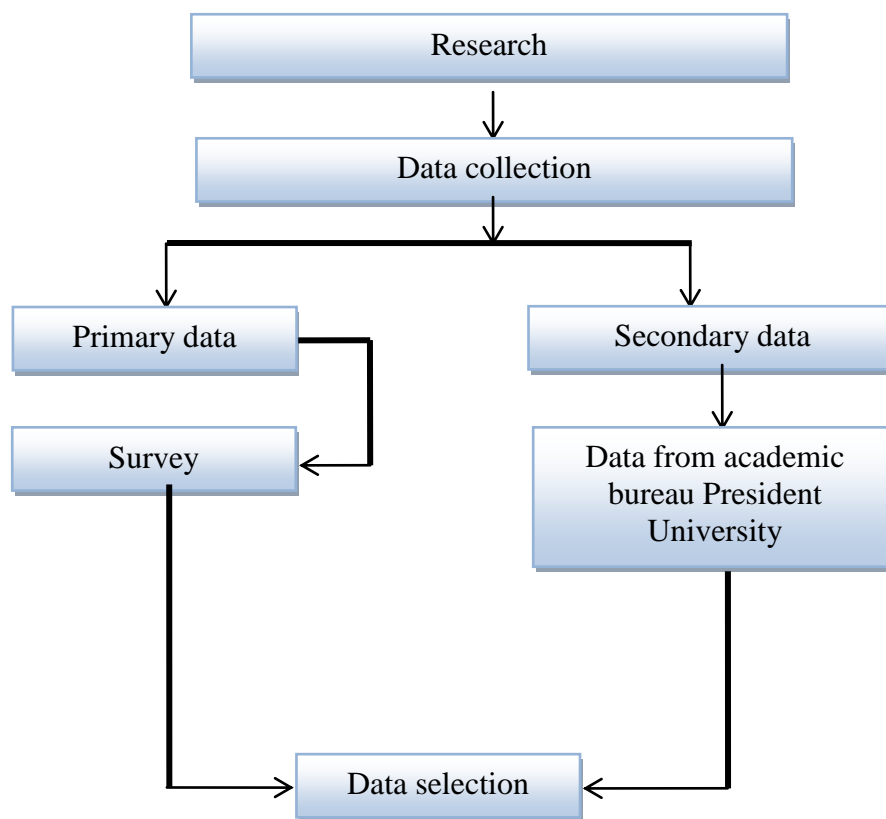 Research
Data collection
Primary data
Secondary data
Survey
Data from academic
bureau President
University
Data selection